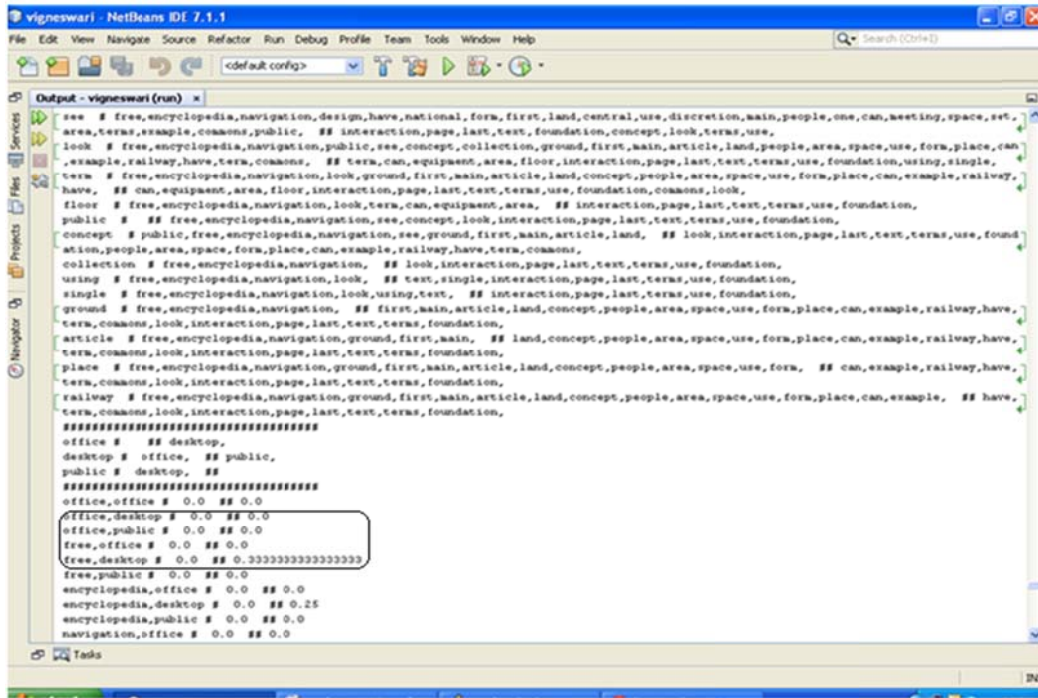 vigneswari - NetBeans IDE 7.1.1
File Edit View Navigate Source Refactor Run Debug Profile Team Tools Window Help
Search (Ctrl+I)
<default config>
Output - vigneswari (run) x
Services
Files
Projects
Navigator
see # free,encyclopedia,navigation,design,have,national,form,first,land,central,use,discretion,main,people,one,can,meeting,space,set,
area,terms,example,commons,public, ## interaction,page,last,text,foundation,concept,look,terms,use,
look # free,encyclopedia,navigation,public,see,concept,collection,ground,first,main,article,land,people,area,space,use,form,place,can
,example,railway,have,term,commons, ## term,can,equipment,area,floor,interaction,page,last,text,terms,use,foundation,using,single,
term # free,encyclopedia,navigation,look,ground,first,main,article,land,concept,people,area,space,use,form,place,can,example,railway,
have, ## can,equipment,area,floor,interaction,page,last,text,terms,use,foundation,commons,look,
floor # free,encyclopedia,navigation,look,term,can,equipment,area, ## interaction,page,last,text,terms,use,foundation,
public # ## free,encyclopedia,navigation,see,concept,look,interaction,page,last,text,terms,use,foundation,
concept # public,free,encyclopedia,navigation,see,ground,first,main,article,land, ## look,interaction,page,last,text,terms,use,found
ation,people,area,space,form,place,can,example,railway,have,term,commons,
collection # free,encyclopedia,navigation, ## look,interaction,page,last,text,terms,use,foundation,
using # free,encyclopedia,navigation,look, ## text,single,interaction,page,last,terms,use,foundation,
single # free,encyclopedia,navigation,look,using,text, ## interaction,page,last,terms,use,foundation,
ground # free,encyclopedia,navigation, ## first,main,article,land,concept,people,area,space,use,form,place,can,example,railway,have,
term,commons,look,interaction,page,last,text,terms,foundation,
article # free,encyclopedia,navigation,ground,first,main, ## land,concept,people,area,space,use,form,place,can,example,railway,have,
term,commons,look,interaction,page,last,text,terms,foundation,
place # free,encyclopedia,navigation,ground,first,main,article,land,concept,people,area,space,use,form, ## can,example,railway,have,
term,commons,look,interaction,page,last,text,terms,foundation,
railway # free,encyclopedia,navigation,ground,first,main,article,land,concept,people,area,space,use,form,place,can,example, ## have,
term,commons,look,interaction,page,last,text,terms,foundation,
###################################
office # ## desktop,
desktop # office, ## public,
public # desktop, ##
###################################
office,office # 0.0 ## 0.0
office,desktop # 0.0 ## 0.0
office,public # 0.0 ## 0.0
free,office # 0.0 ## 0.0
free,desktop # 0.0 ## 0.3333333333333333
free,public # 0.0 ## 0.0
encyclopedia,office # 0.0 ## 0.0
encyclopedia,desktop # 0.0 ## 0.25
encyclopedia,public # 0.0 ## 0.0
navigation,office # 0.0 ## 0.0
Tasks
IN